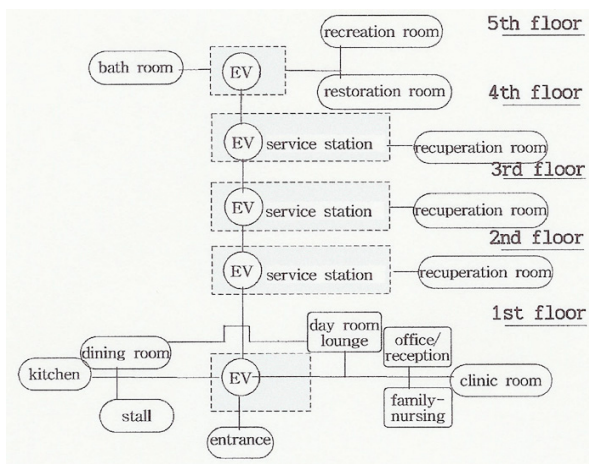 5th floor
recreation room
bath room
EV
restoration room
4th floor
EV
service station
recuperation room
3rd floor
EV
service station
recuperation room
2nd floor
EV
service station
recuperation room
1st floor
day room
lounge
office/
reception
dining room
kitchen
EV
clinic room
stall
family-
nursing
entrance